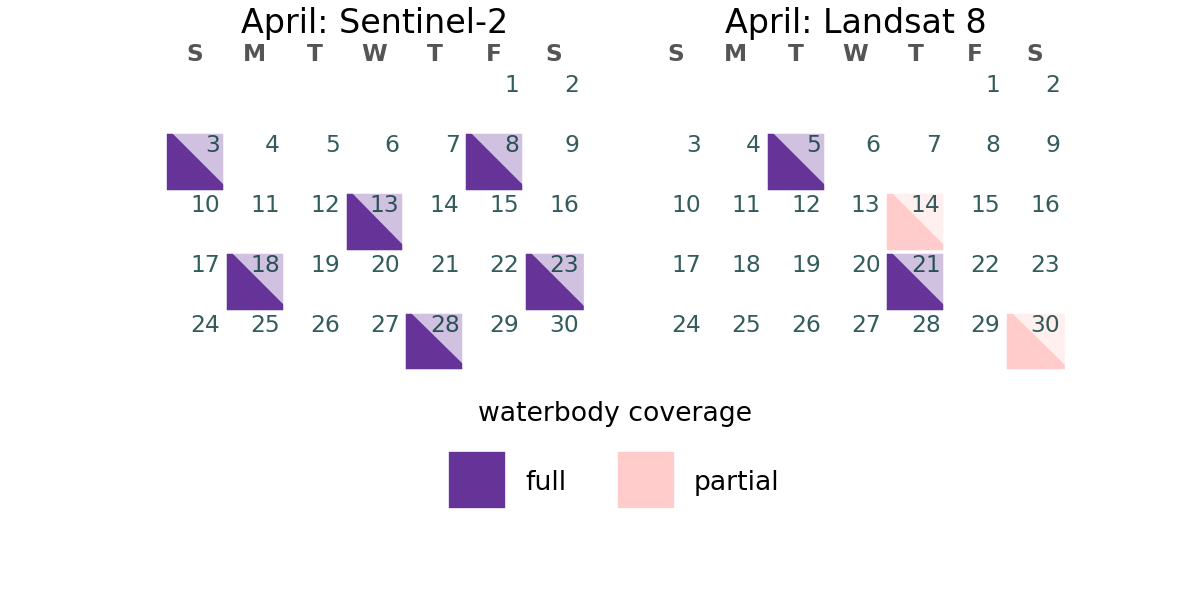 April: Sentinel-2
S M T W T F S
1 2
3 4 5 6 7 8 9
10 11 12 13 14 15 16
17 18 19 20 21 22 23
24 25 26 27 28 29 30
April: Landsat 8
S M T W T F S
1 2
3 4 5 6 7 8 9
10 11 12 13 14 15 16
17 18 19 20 21 22 23
24 25 26 27 28 29 30
waterbody coverage
full
partial